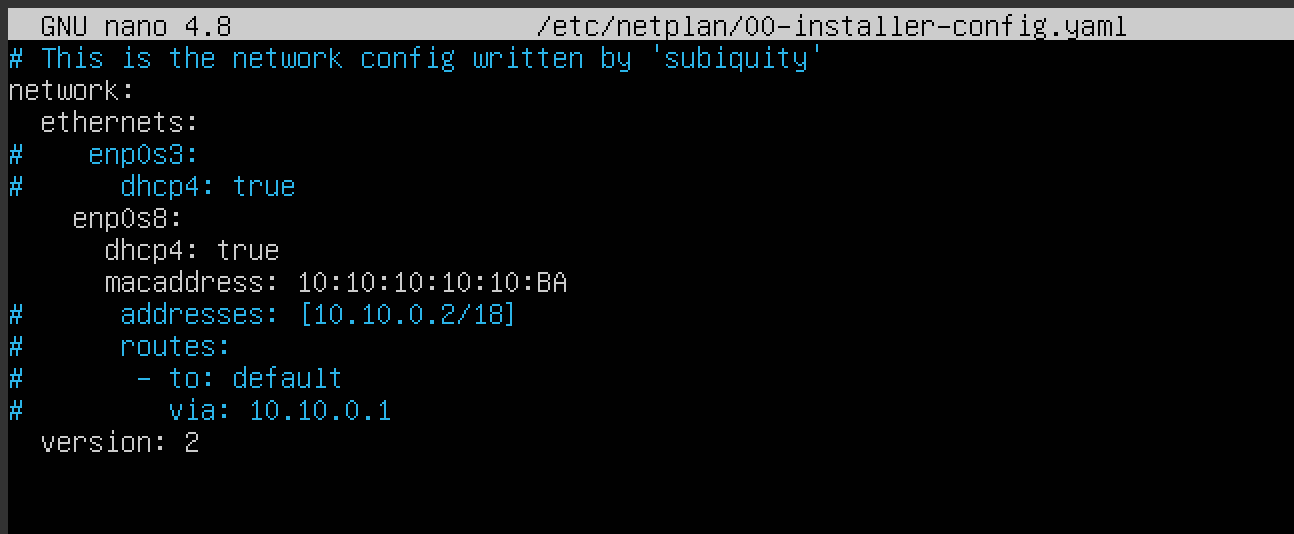 GNU nano 4.8 /etc/netplan/00-installer-config.yaml
# This is the network config written by 'subiquity'
network:
  ethernets:
#    enp0s3:
#      dhcp4: true
    enp0s8:
      dhcp4: true
      macaddress: 10:10:10:10:10:BA
#      addresses: [10.10.0.2/18]
#      routes:
#       - to: default
#         via: 10.10.0.1
  version: 2